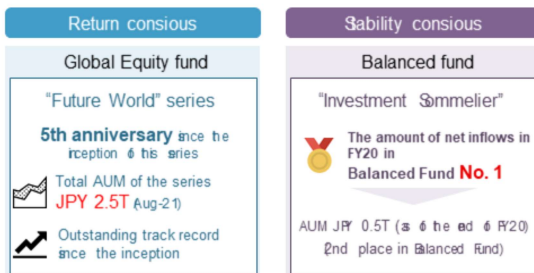 Return consious
Global Equity fund
"Future World" series
5th anniversary since the
inception of this series
Total AUM of the series
JPY 2.5T (Aug-21)
Outstanding track record
since the inception
Stability consious
Balanced fund
"Investment Sommelier"
The amount of net inflows in
FY20 in
Balanced Fund No. 1
AUM JPY 0.5T (as of the end of FY20)
(2nd place in Balanced Fund)